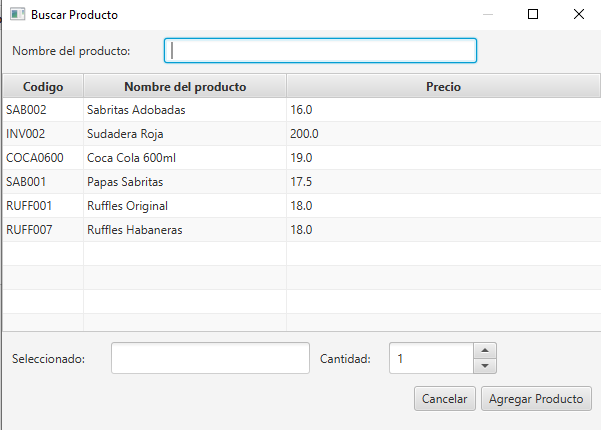 Buscar Producto
Nombre del producto:
Codigo Nombre del producto Precio
SAB002 Sabritas Adobadas 16.0
INV002 Sudadera Roja 200.0
COCA0600 Coca Cola 600ml 19.0
SAB001 Papas Sabritas 17.5
RUFF001 Ruffles Original 18.0
RUFF007 Ruffles Habaneras 18.0
Seleccionado: Cantidad: 1
Cancelar Agregar Producto